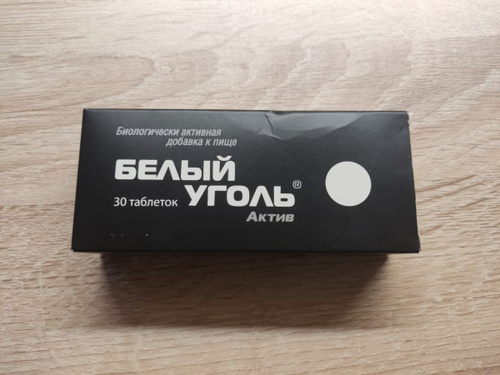 Биологически активная
добавка к пище
БЕЛЫЙ
30 таблеток УГОЛЬ®
Актив